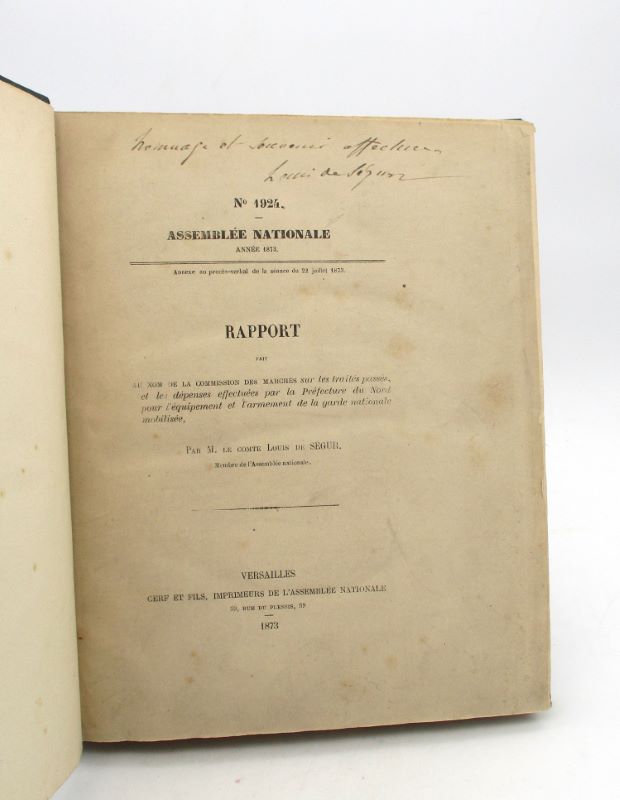 hommage et souvenir affectueux
Louis de Ségur
No 1924.
ASSEMBLÉE NATIONALE
ANNÉE 1873.
Annexe au procès-verbal de la séance du 22 juillet 1873.
RAPPORT
FAIT
AU NOM DE LA COMMISSION DES MARCHÉS sur les traités passés,
et les dépenses effectuées par la Préfecture du Nord
pour l'équipement et l'armement de la garde nationale
mobilisée,
PAR M. LE COMTE LOUIS DE SÉGUR,
Membre de l'Assemblée nationale.
VERSAILLES
CERF ET FILS, IMPRIMEURS DE L'ASSEMBLÉE NATIONALE
59, RUE DU PLESSIS, 59
1873